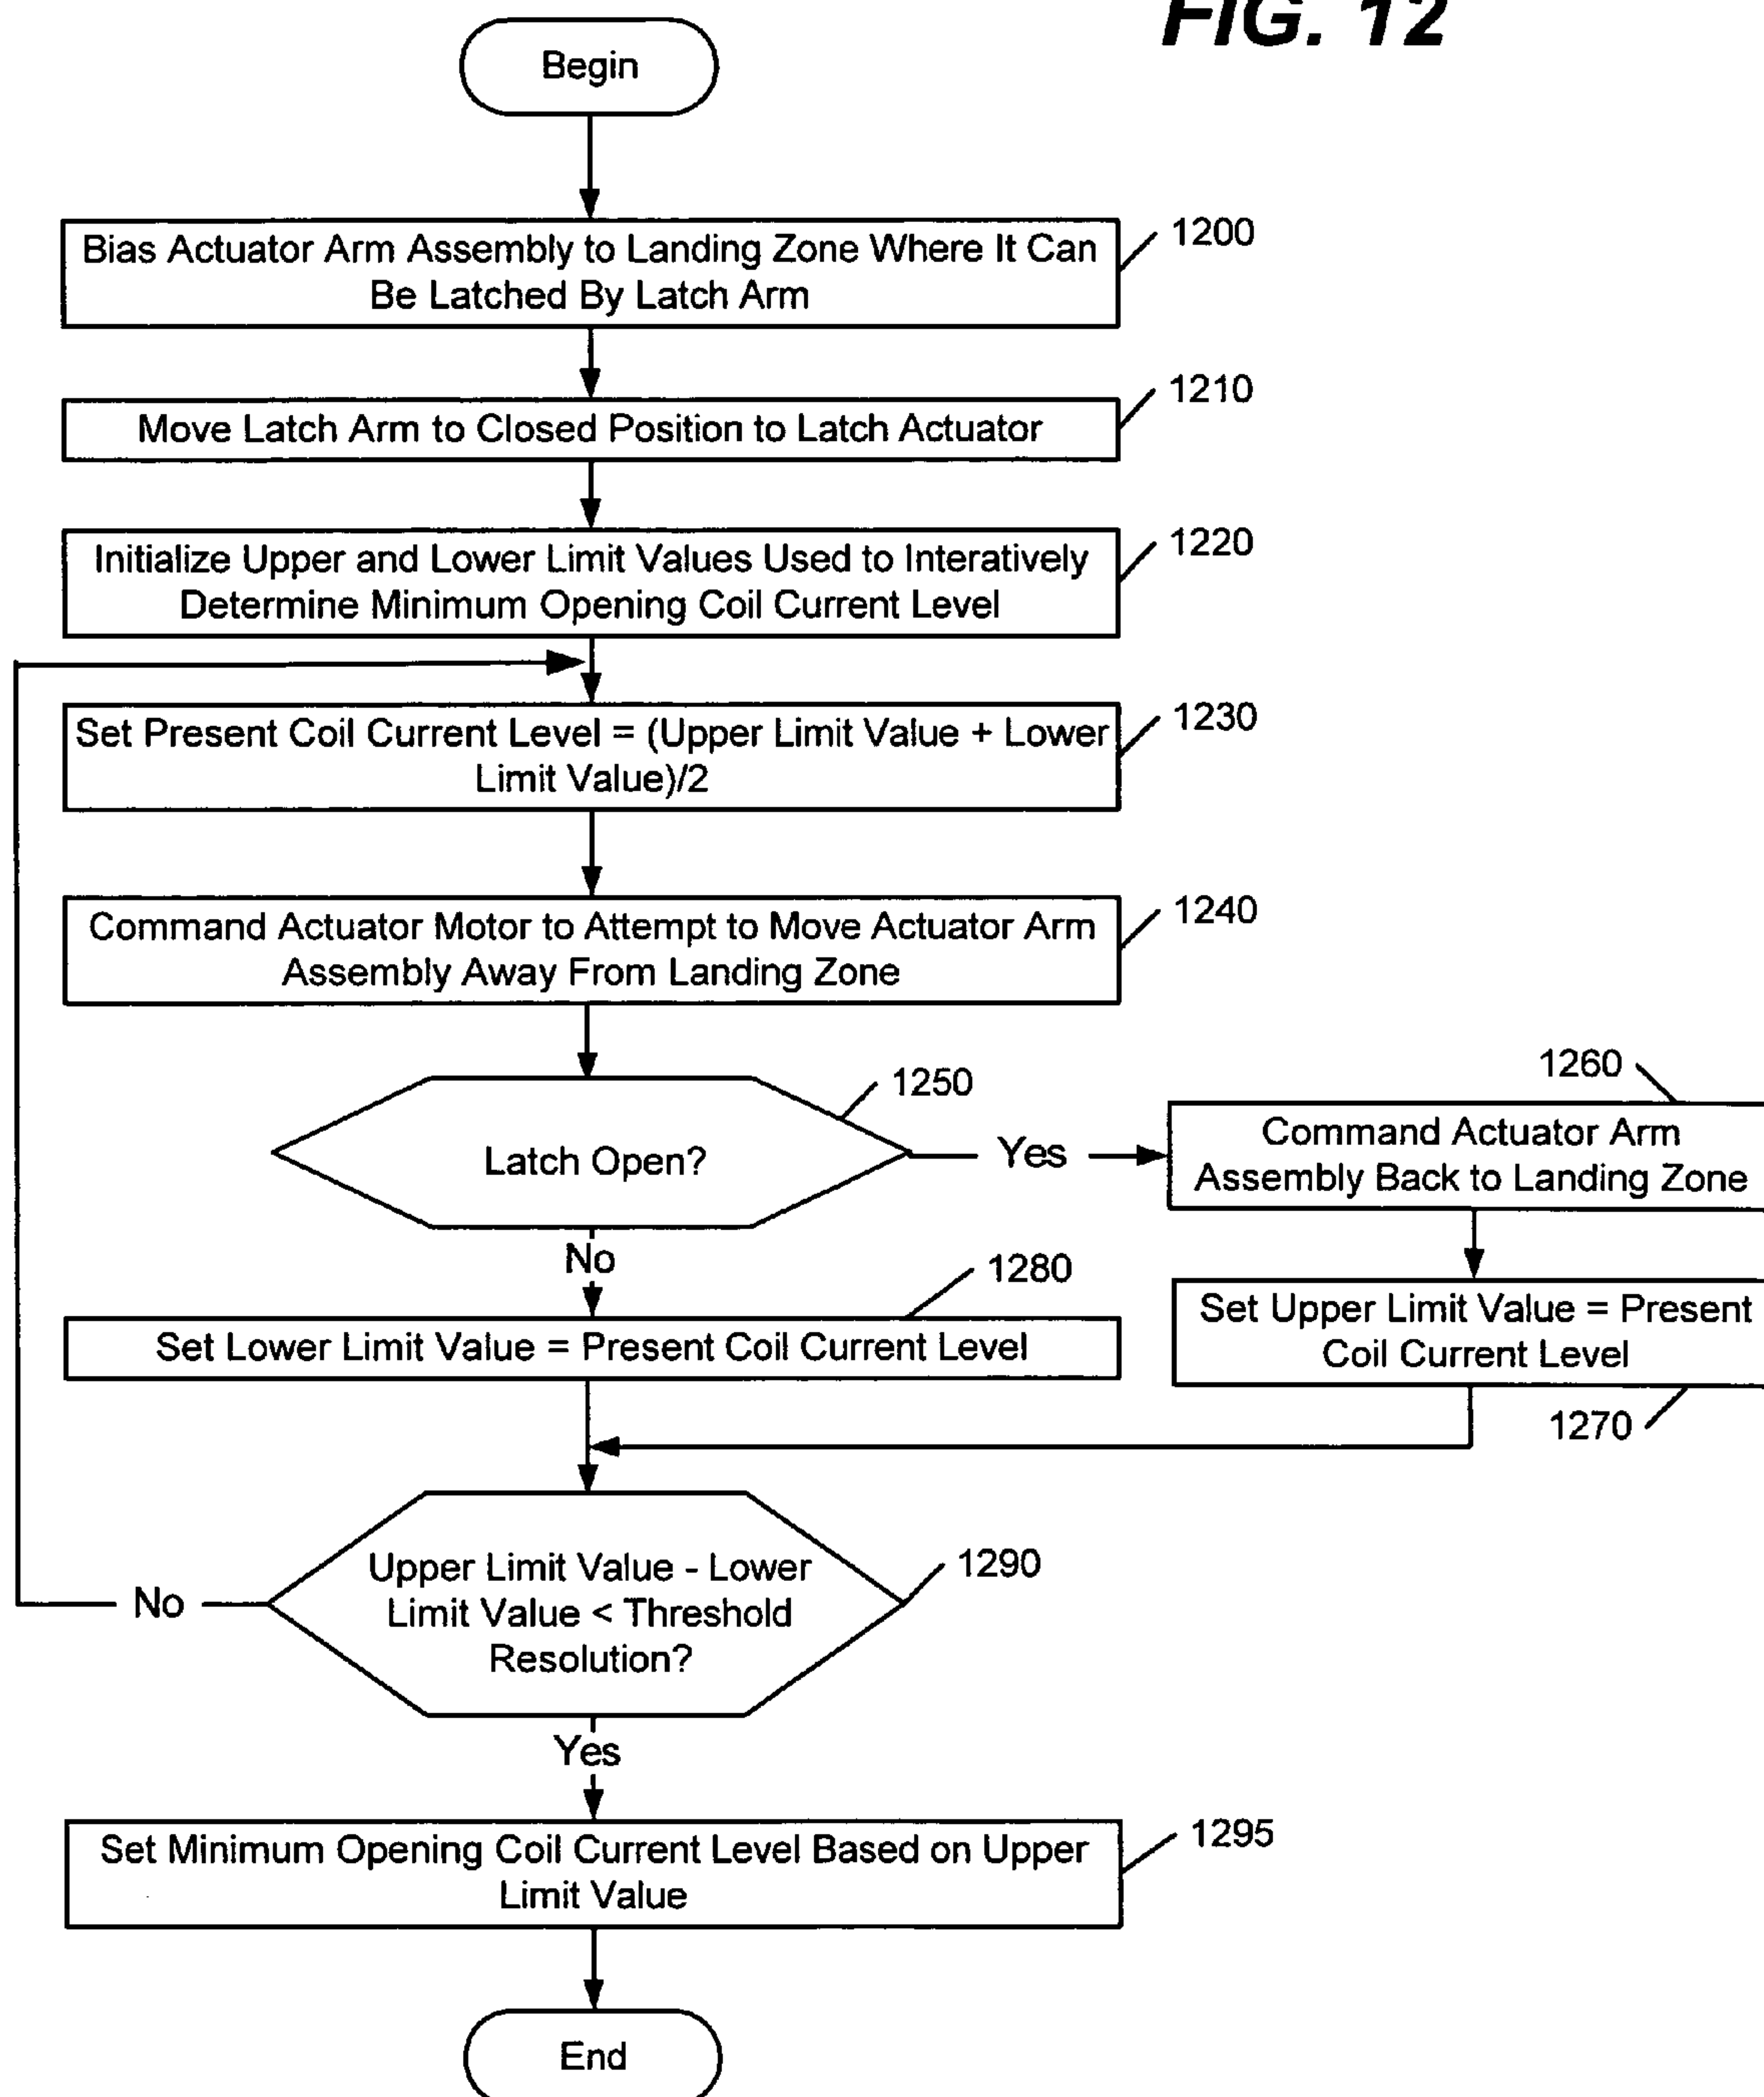 FIG. 12
Begin
Bias Actuator Arm Assembly to Landing Zone Where It Can
Be Latched By Latch Arm
1200
Move Latch Arm to Closed Position to Latch Actuator
1210
Initialize Upper and Lower Limit Values Used to Interatively
Determine Minimum Opening Coil Current Level
1220
Set Present Coil Current Level = (Upper Limit Value + Lower
Limit Value)/2
1230
Command Actuator Motor to Attempt to Move Actuator Arm
Assembly Away From Landing Zone
1240
Latch Open?
1250
Yes
1260
Command Actuator Arm
Assembly Back to Landing Zone
No
1280
Set Lower Limit Value = Present Coil Current Level
Set Upper Limit Value = Present
Coil Current Level
1270
Upper Limit Value - Lower
Limit Value < Threshold
Resolution?
1290
No
Yes
Set Minimum Opening Coil Current Level Based on Upper
Limit Value
1295
End